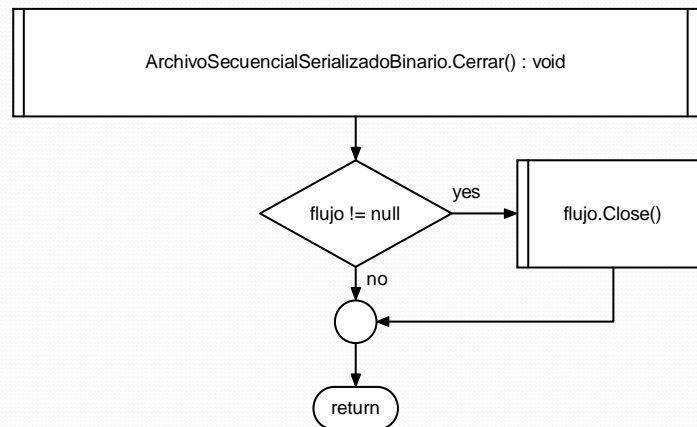 ArchivoSecuencialSerializadoBinario.Cerrar() : void
flujo != null
yes
flujo.Close()
no
return